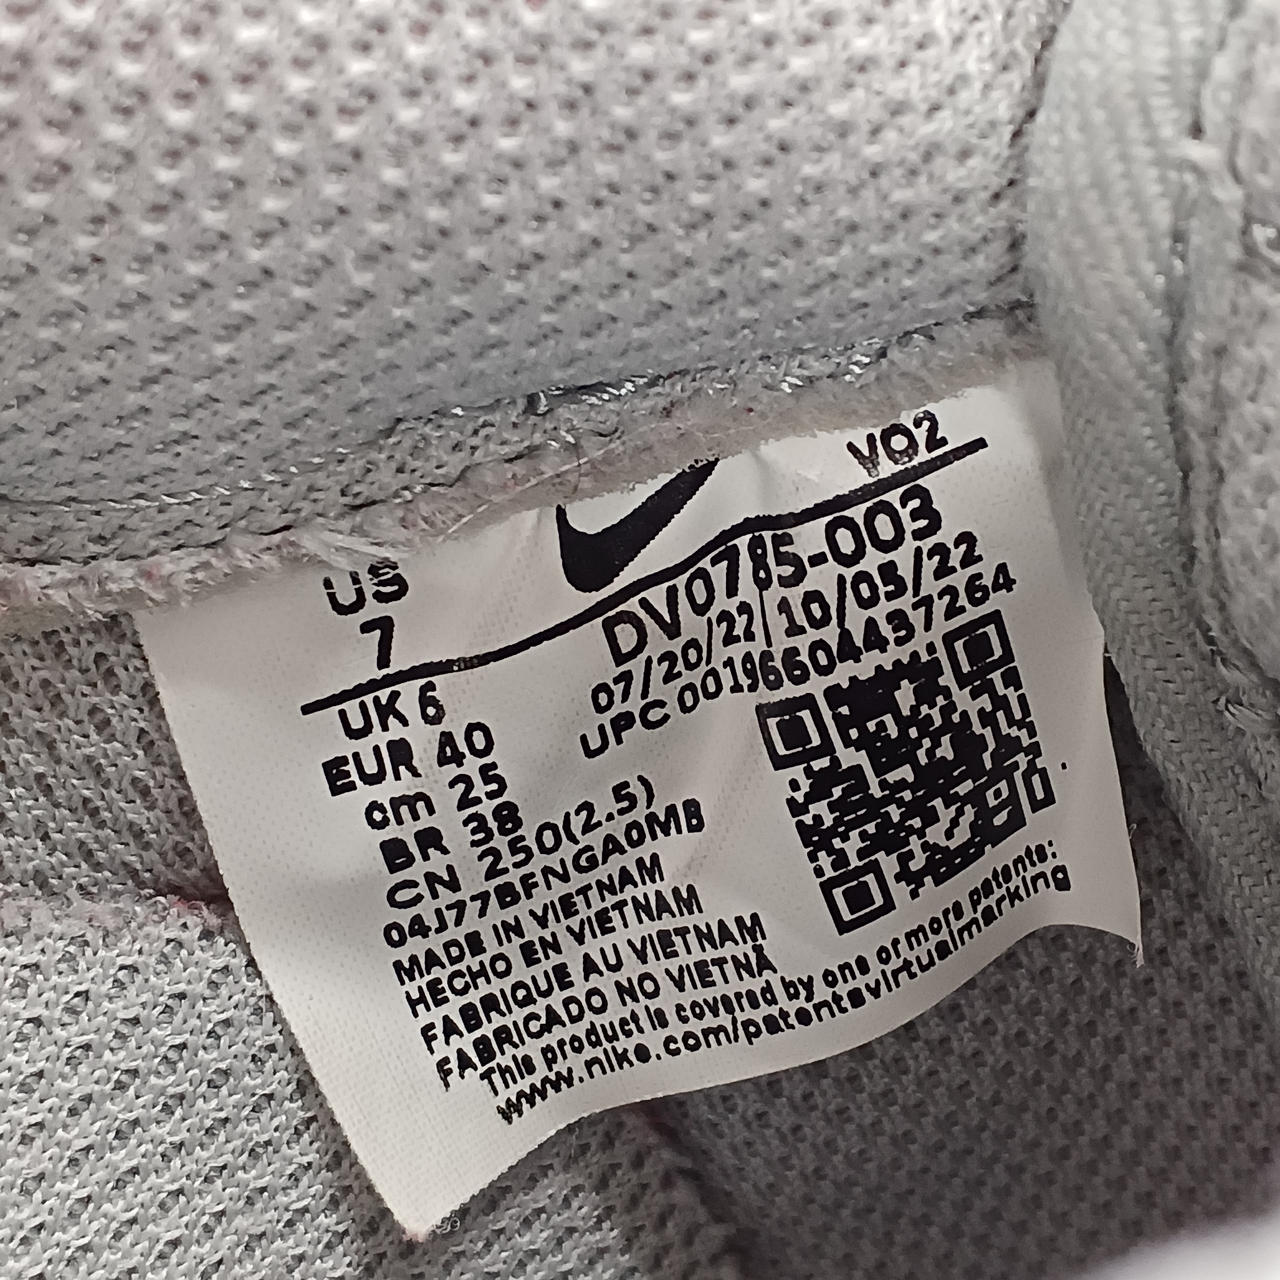 VO2
US
7
DV0785-003
07/20/22 | 10/05/22
UPC 00196604437264
UK 6
EUR 40
cm 25
BR 38
CN 250(2.5)
04J77BFNGA0MB
MADE IN VIETNAM
HECHO EN VIETNAM
FABRIQUE AU VIETNAM
FABRICADO NO VIETNÃ
This product is covered by one or more patents:
www.nike.com/patentsvirtualmarking